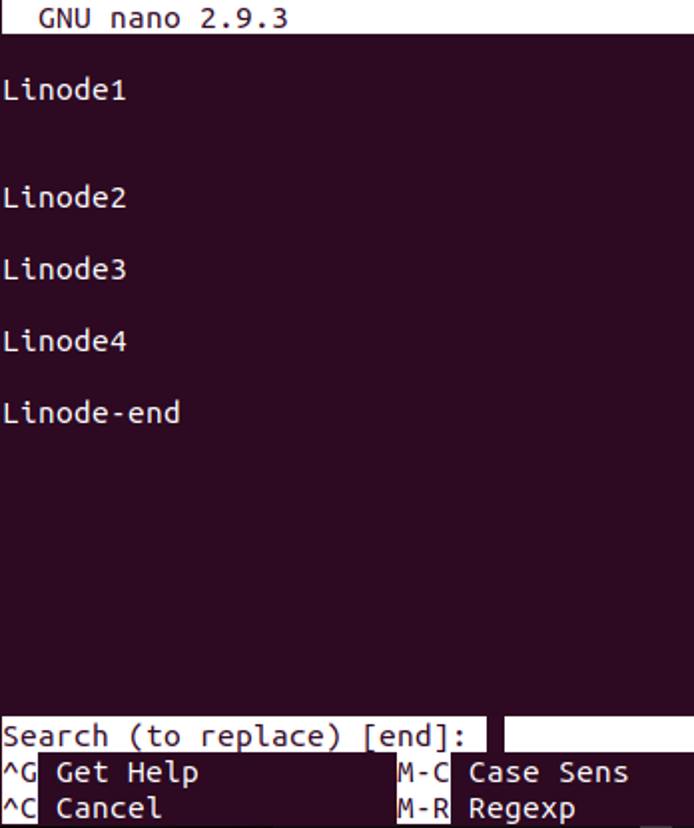 GNU nano 2.9.3
Linode1
Linode2
Linode3
Linode4
Linode-end
Search (to replace) [end]:
^G Get Help M-C Case Sens
^C Cancel M-R Regexp